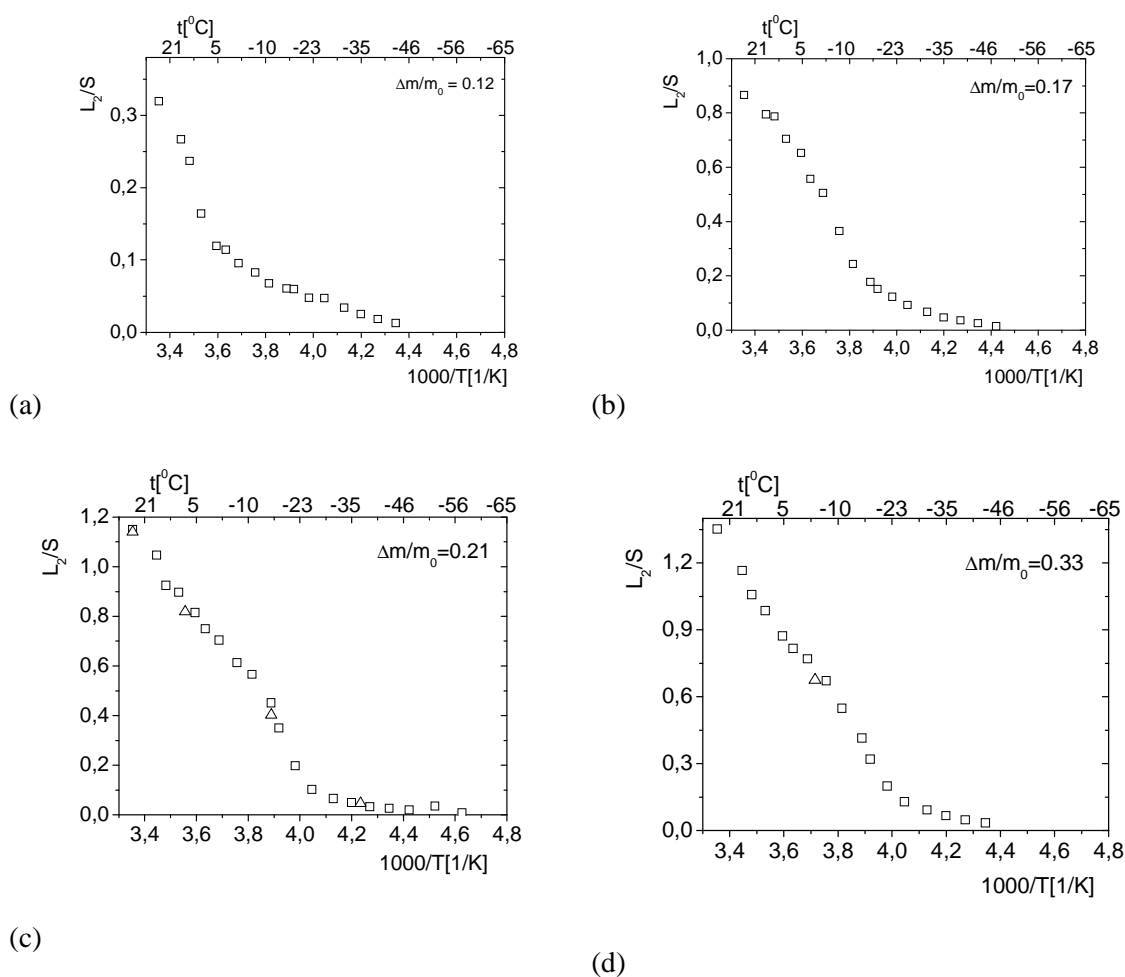 t[⁰C]
21 5 -10 -23 -35 -46 -56 -65
L₂/S
0,3
0,2
0,1
0,0
Δm/m₀ = 0.12
3,4 3,6 3,8 4,0 4,2 4,4 4,6 4,8
1000/T[1/K]
(a)
t[⁰C]
21 5 -10 -23 -35 -46 -56 -65
L₂/S
1,0
0,8
0,6
0,4
0,2
0,0
Δm/m₀=0.17
3,4 3,6 3,8 4,0 4,2 4,4 4,6 4,8
1000/T[1/K]
(b)
t[⁰C]
21 5 -10 -23 -35 -46 -56 -65
L₂/S
1,2
1,0
0,8
0,6
0,4
0,2
0,0
Δm/m₀=0.21
3,4 3,6 3,8 4,0 4,2 4,4 4,6 4,8
1000/T[1/K]
(c)
t[⁰C]
21 5 -10 -23 -35 -46 -56 -65
L₂/S
1,2
0,9
0,6
0,3
0,0
Δm/m₀=0.33
3,4 3,6 3,8 4,0 4,2 4,4 4,6 4,8
1000/T[1/K]
(d)